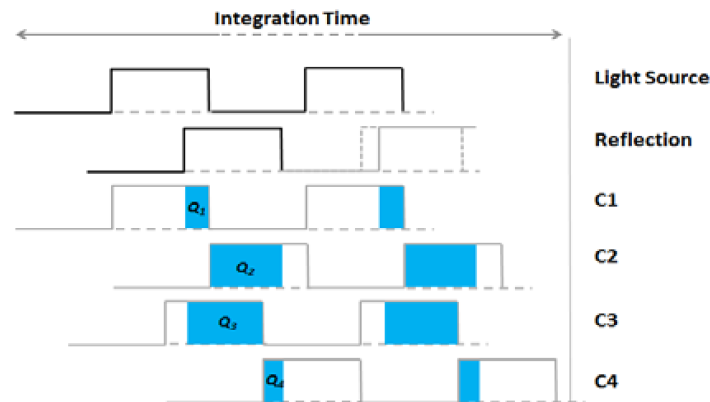 Integration Time
Light Source
Reflection
C1
Q₁
C2
Q₂
C3
Q₃
C4
Q₄